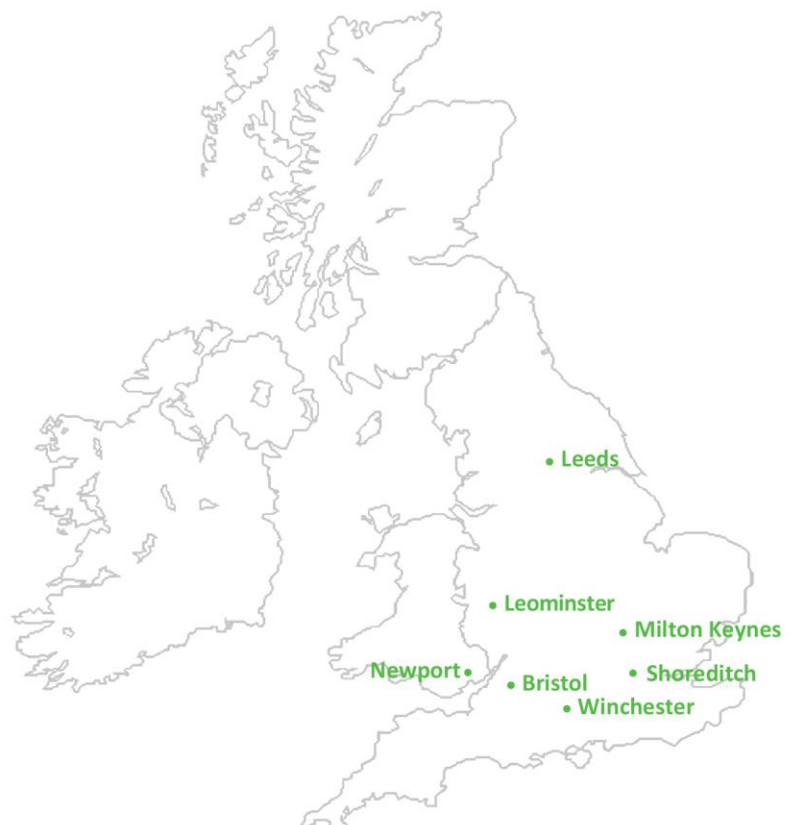 Leeds
Leominster
Milton Keynes
Newport
Shoreditch
Bristol
Winchester